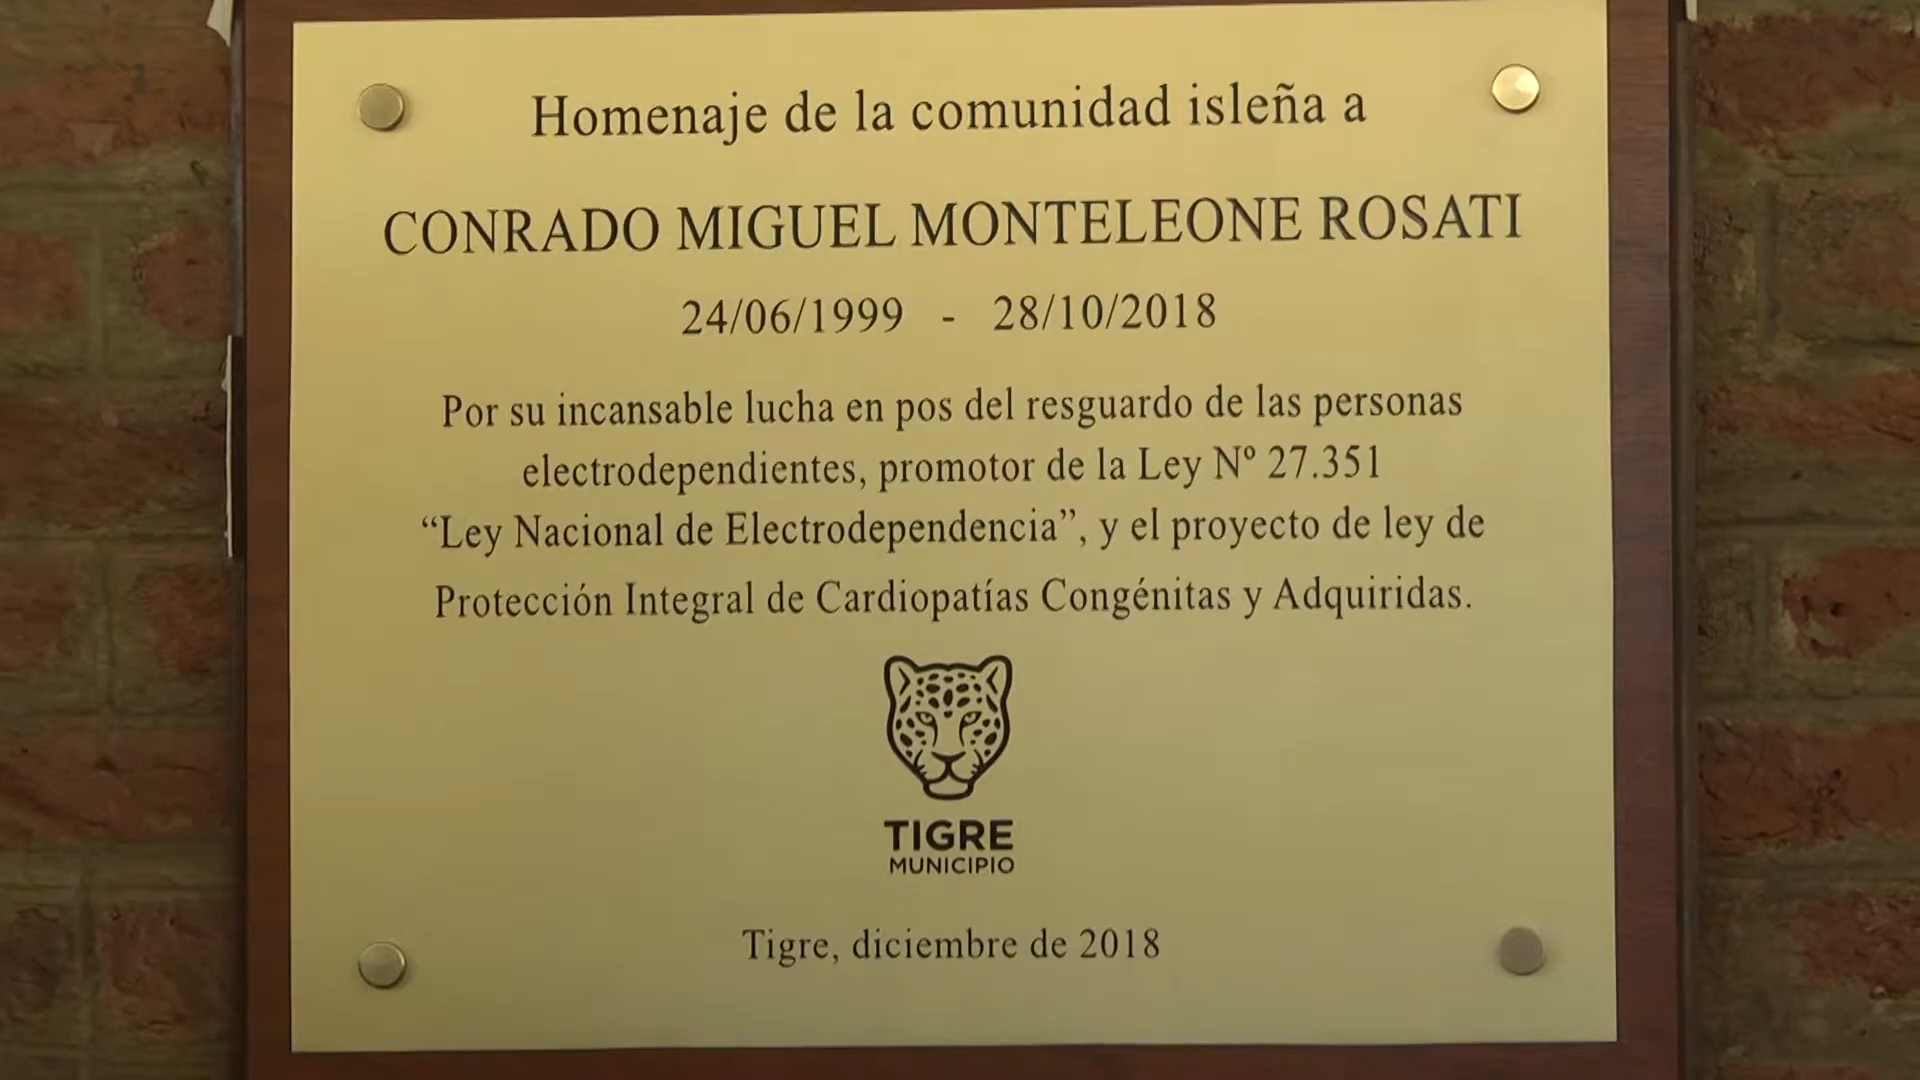 Homenaje de la comunidad isleña a
CONRADO MIGUEL MONTELEONE ROSATI
24/06/1999 - 28/10/2018
Por su incansable lucha en pos del resguardo de las personas
electrodependientes, promotor de la Ley Nº 27.351
“Ley Nacional de Electrodependencia”, y el proyecto de ley de
Protección Integral de Cardiopatías Congénitas y Adquiridas.
TIGRE
MUNICIPIO
Tigre, diciembre de 2018